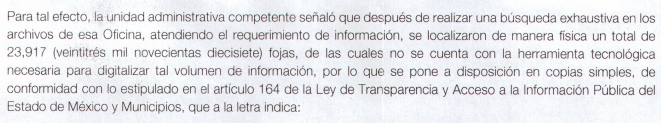 Para tal efecto, la unidad administrativa competente señaló que después de realizar una búsqueda exhaustiva en los
archivos de esa Oficina, atendiendo el requerimiento de información, se localizaron de manera física un total de
23,917 (veintitrés mil novecientas diecisiete) fojas, de las cuales no se cuenta con la herramienta tecnológica
necesaria para digitalizar tal volumen de información, por lo que se pone a disposición en copias simples, de
conformidad con lo estipulado en el artículo 164 de la Ley de Transparencia y Acceso a la Información Pública del
Estado de México y Municipios, que a la letra indica: